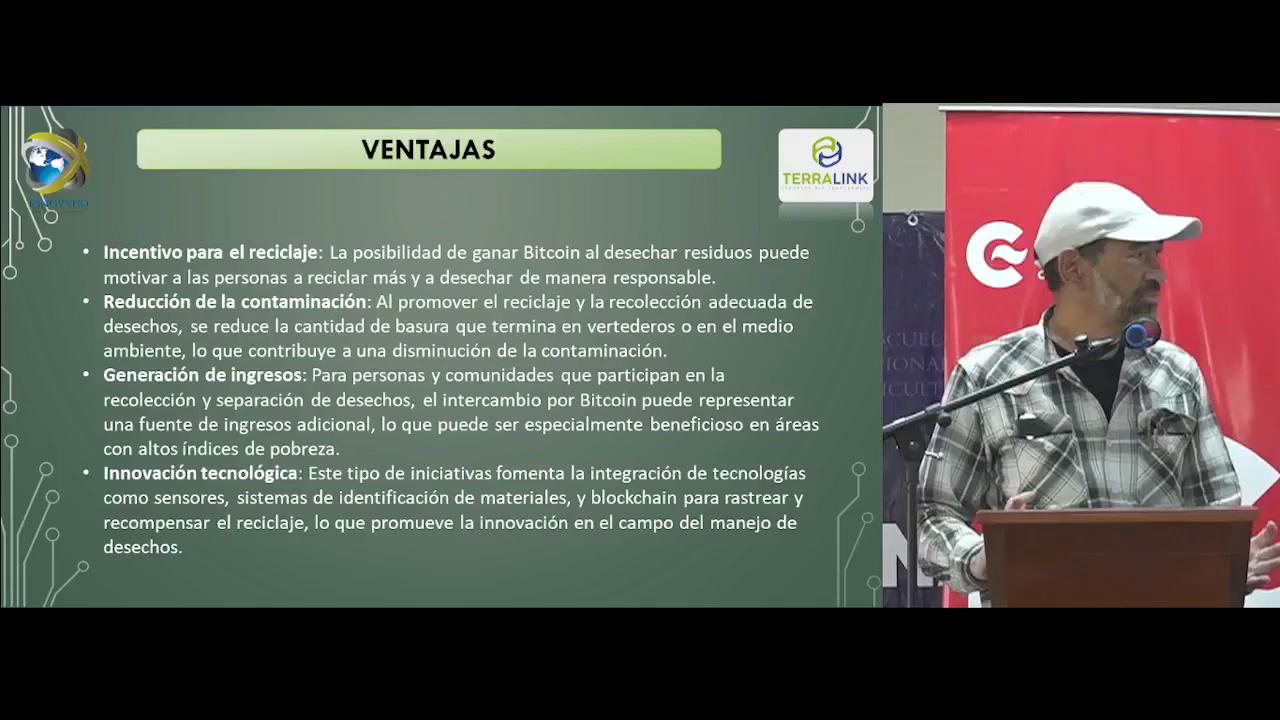 VENTAJAS
TERRALINK
INNOVATIO
• Incentivo para el reciclaje: La posibilidad de ganar Bitcoin al desechar residuos puede
motivar a las personas a reciclar más y a desechar de manera responsable.
• Reducción de la contaminación: Al promover el reciclaje y la recolección adecuada de
desechos, se reduce la cantidad de basura que termina en vertederos o en el medio
ambiente, lo que contribuye a una disminución de la contaminación.
• Generación de ingresos: Para personas y comunidades que participan en la
recolección y separación de desechos, el intercambio por Bitcoin puede representar
una fuente de ingresos adicional, lo que puede ser especialmente beneficioso en áreas
con altos índices de pobreza.
• Innovación tecnológica: Este tipo de iniciativas fomenta la integración de tecnologías
como sensores, sistemas de identificación de materiales, y blockchain para rastrear y
recompensar el reciclaje, lo que promueve la innovación en el campo del manejo de
desechos.